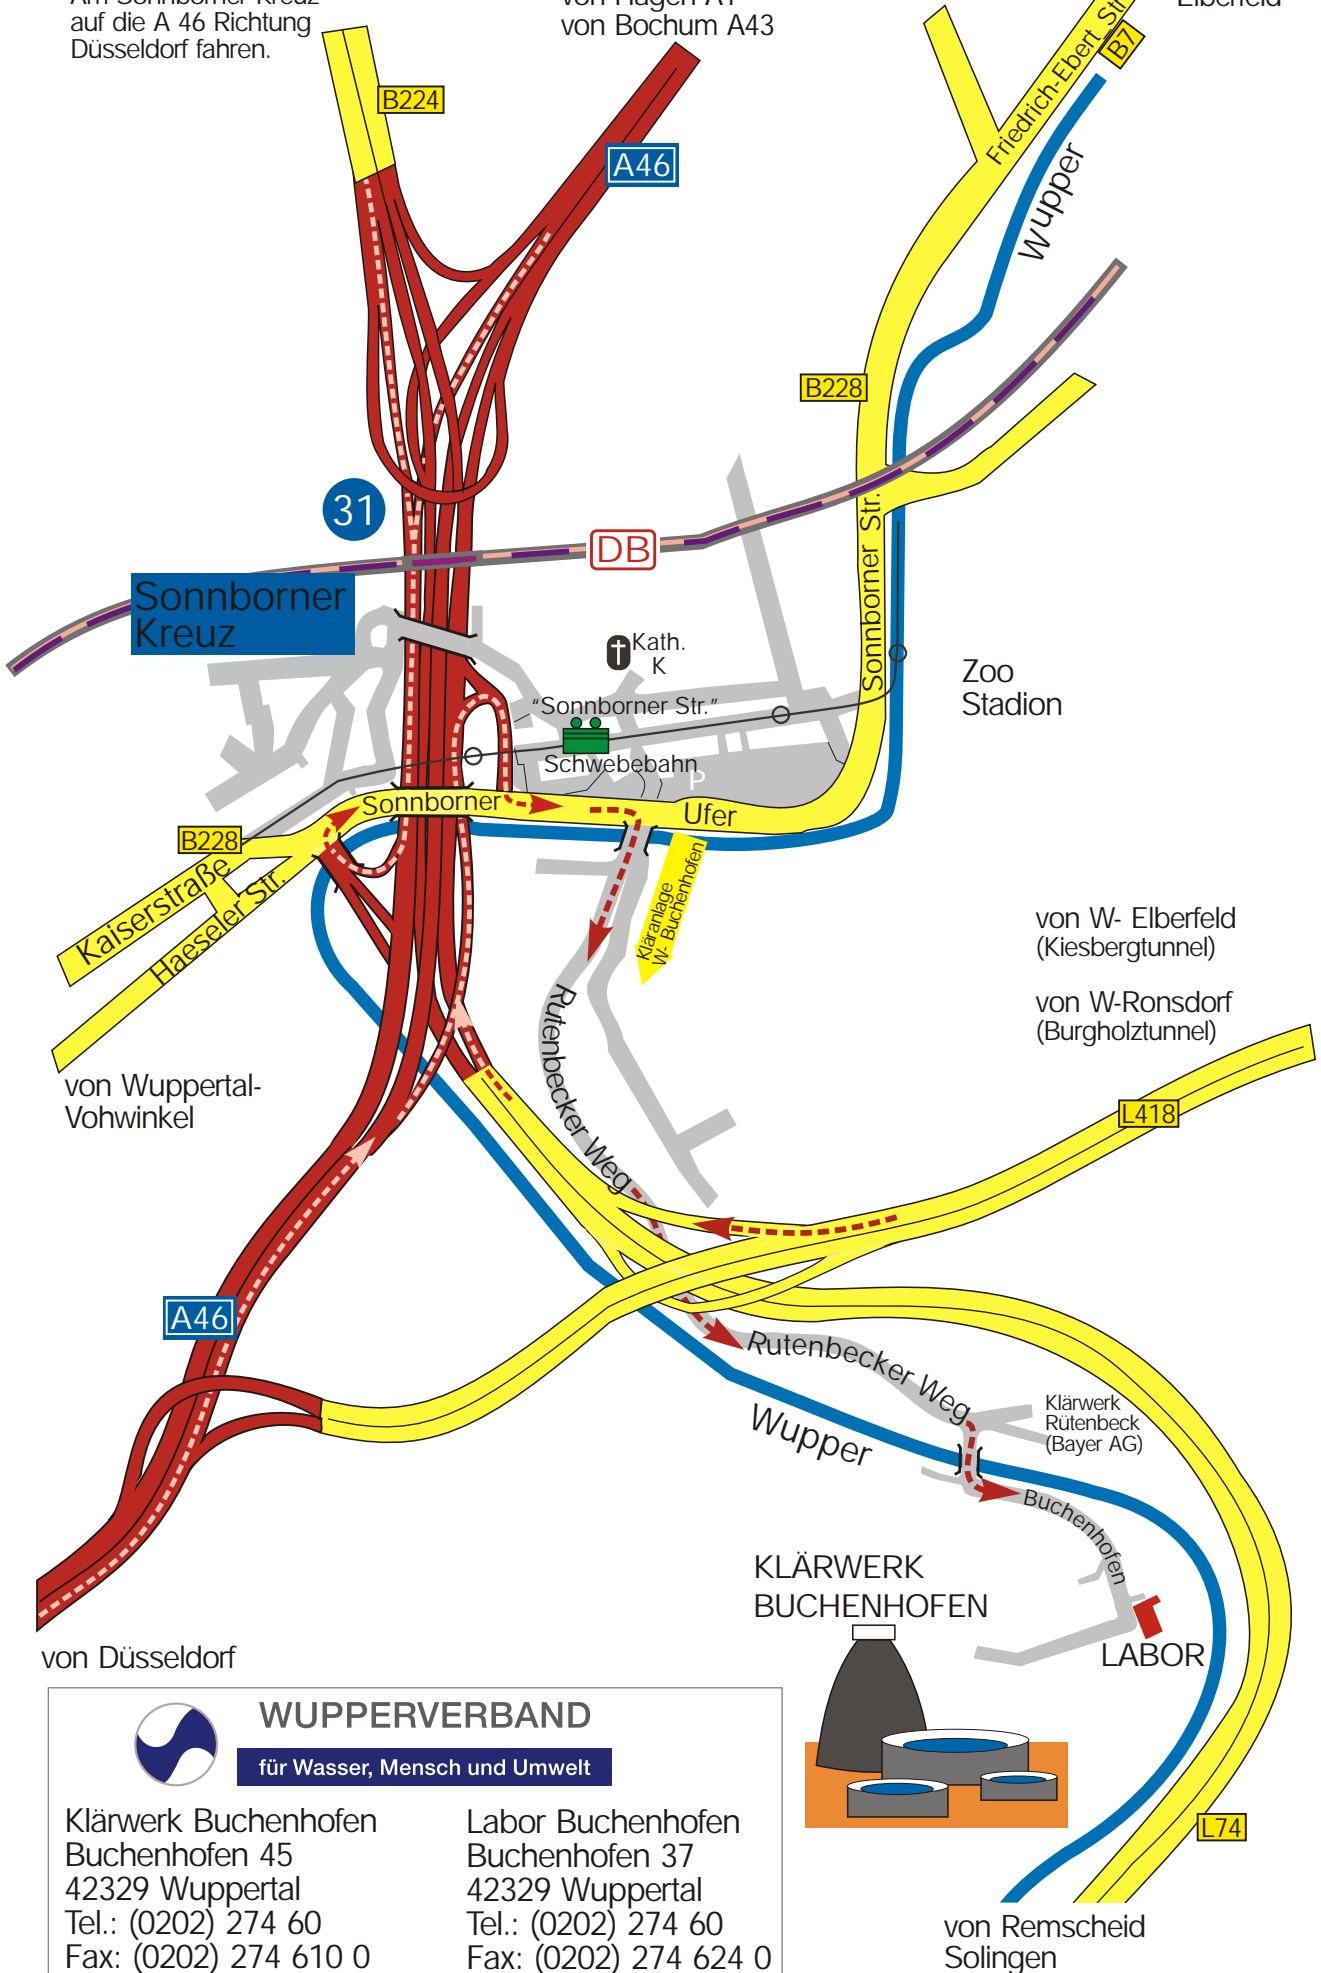 auf die A 46 Richtung
Düsseldorf fahren.
von Bochum A43
B224
A46
Friedrich-Ebert Str.
B7
Wupper
B228
31
DB
Sonnborner
Kreuz
Sonnborner Str.
Kath.
K
Zoo
Stadion
"Sonnborner Str."
Schwebebahn
P
Sonnborner
Ufer
B228
Kaiserstraße
Haeseler Str.
Kläranlage
W- Buchenhofen
von W- Elberfeld
(Kiesbergtunnel)
von W-Ronsdorf
(Burgholztunnel)
von Wuppertal-
Vohwinkel
Rutenbecker Weg
L418
A46
Rutenbecker Weg
Wupper
Klärwerk
Rütenbeck
(Bayer AG)
Buchenhofen
KLÄRWERK
BUCHENHOFEN
LABOR
von Düsseldorf
L74
von Remscheid
Solingen
WUPPERVERBAND
für Wasser, Mensch und Umwelt
Klärwerk Buchenhofen
Buchenhofen 45
42329 Wuppertal
Tel.: (0202) 274 60
Fax: (0202) 274 610 0
Labor Buchenhofen
Buchenhofen 37
42329 Wuppertal
Tel.: (0202) 274 60
Fax: (0202) 274 624 0